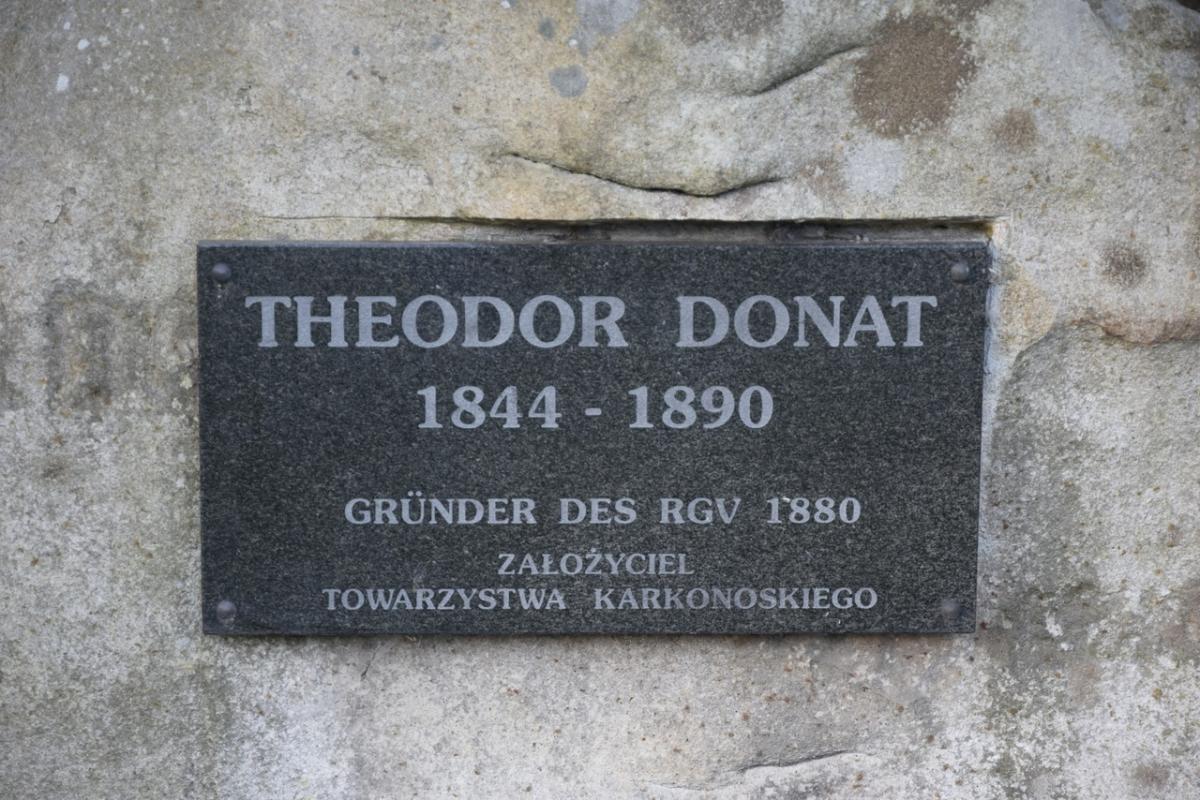 THEODOR DONAT
1844 - 1890
GRÜNDER DES RGV 1880
ZAŁOŻYCIEL
TOWARZYSTWA KARKONOSKIEGO